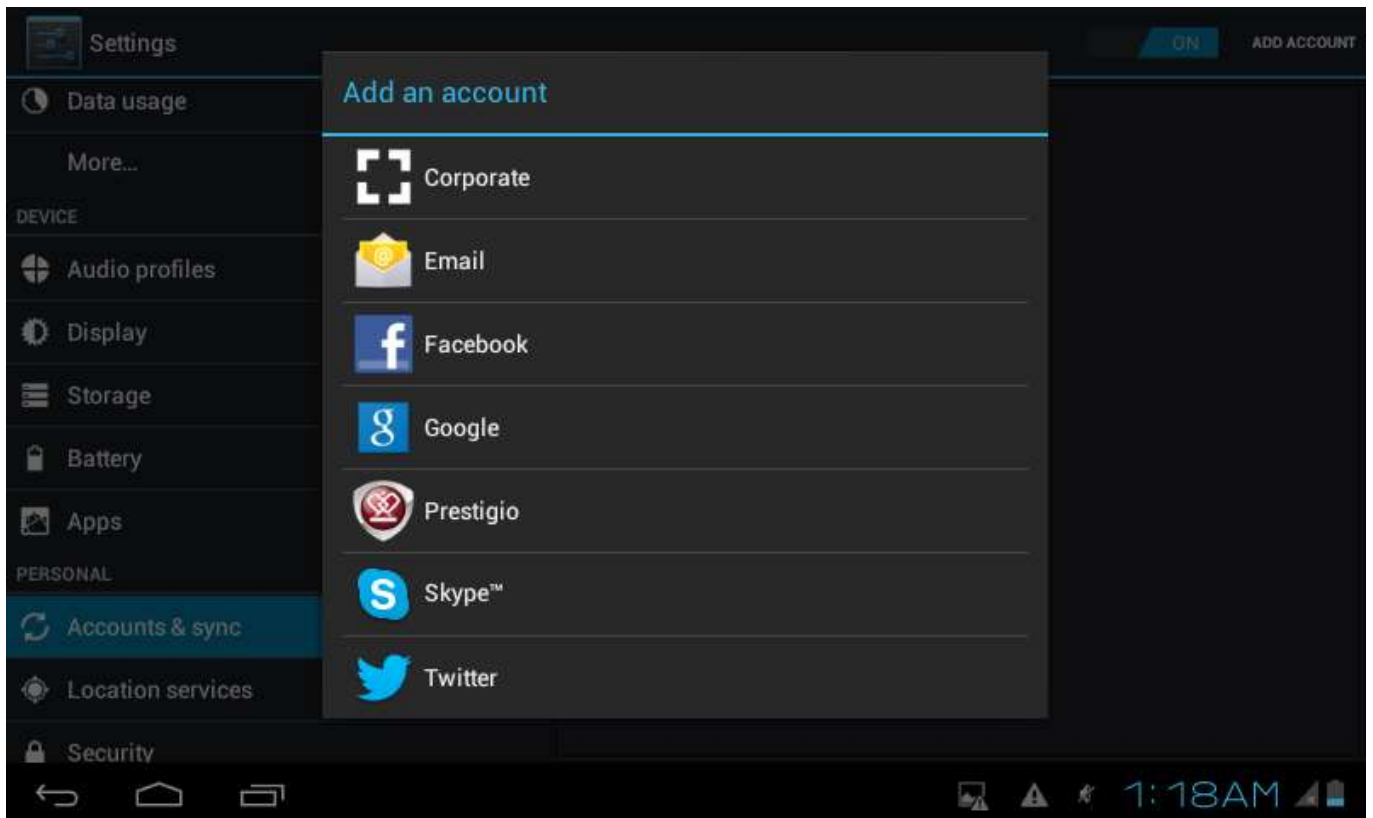 Settings
ON
ADD ACCOUNT
Data usage
More...
DEVICE
Audio profiles
Display
Storage
Battery
Apps
PERSONAL
Accounts & sync
Location services
Security
Add an account
Corporate
Email
Facebook
Google
Prestigio
Skype™
Twitter
1:18AM